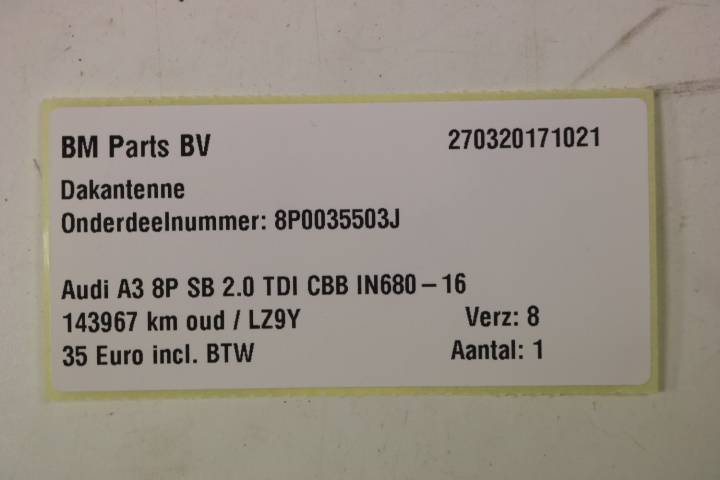 BM Parts BV 270320171021
Dakantenne
Onderdeelnummer: 8P0035503J
Audi A3 8P SB 2.0 TDI CBB IN680 – 16
143967 km oud / LZ9Y Verz: 8
35 Euro incl. BTW Aantal: 1